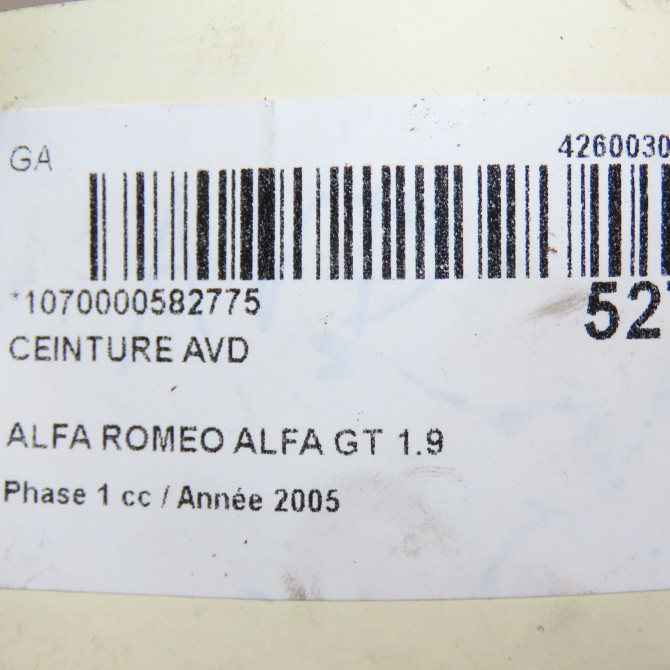 GA 4260030
*1070000582775
527
CEINTURE AVD
ALFA ROMEO ALFA GT 1.9
Phase 1 cc / Année 2005